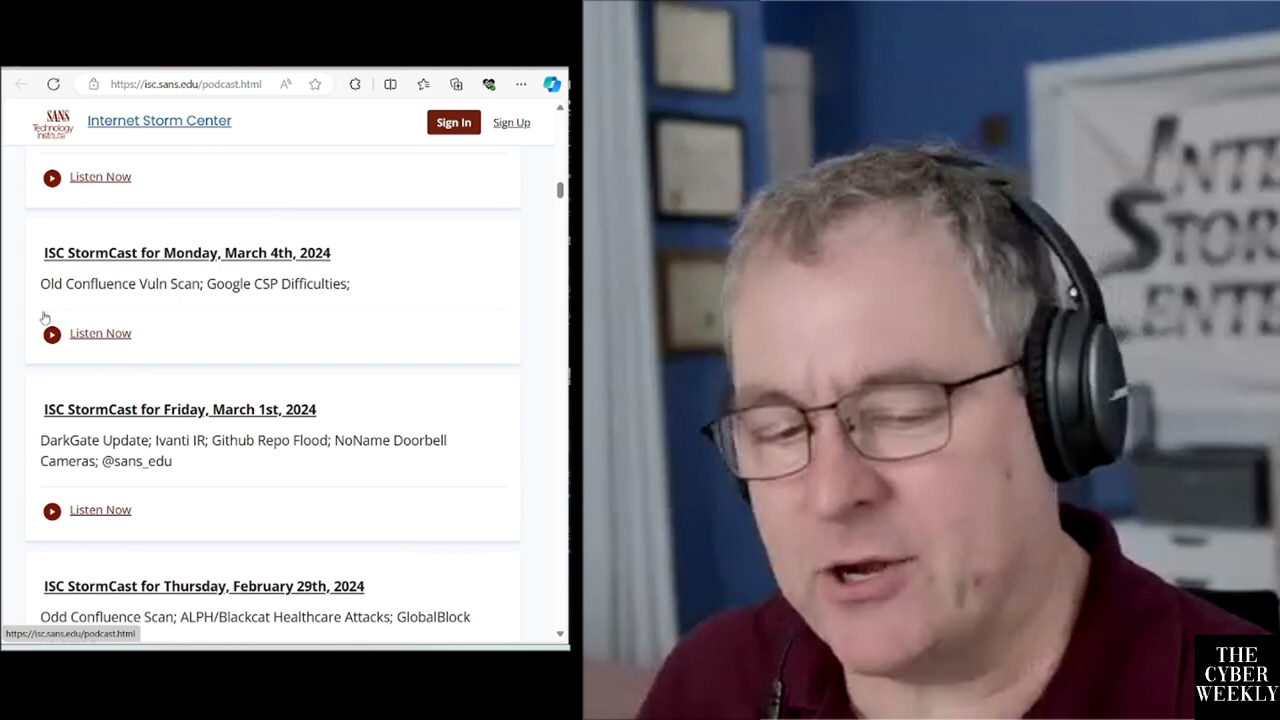 https://isc.sans.edu/podcast.html
SANS
Technology
Institute
Internet Storm Center
Sign In
Sign Up
Listen Now
ISC StormCast for Monday, March 4th, 2024
Old Confluence Vuln Scan; Google CSP Difficulties;
Listen Now
ISC StormCast for Friday, March 1st, 2024
DarkGate Update; Ivanti IR; Github Repo Flood; NoName Doorbell
Cameras; @sans_edu
Listen Now
ISC StormCast for Thursday, February 29th, 2024
Odd Confluence Scan; ALPH/Blackcat Healthcare Attacks; GlobalBlock
https://isc.sans.edu/podcast.html
INTE
STOR
ENTE
THE
CYBER
WEEKLY